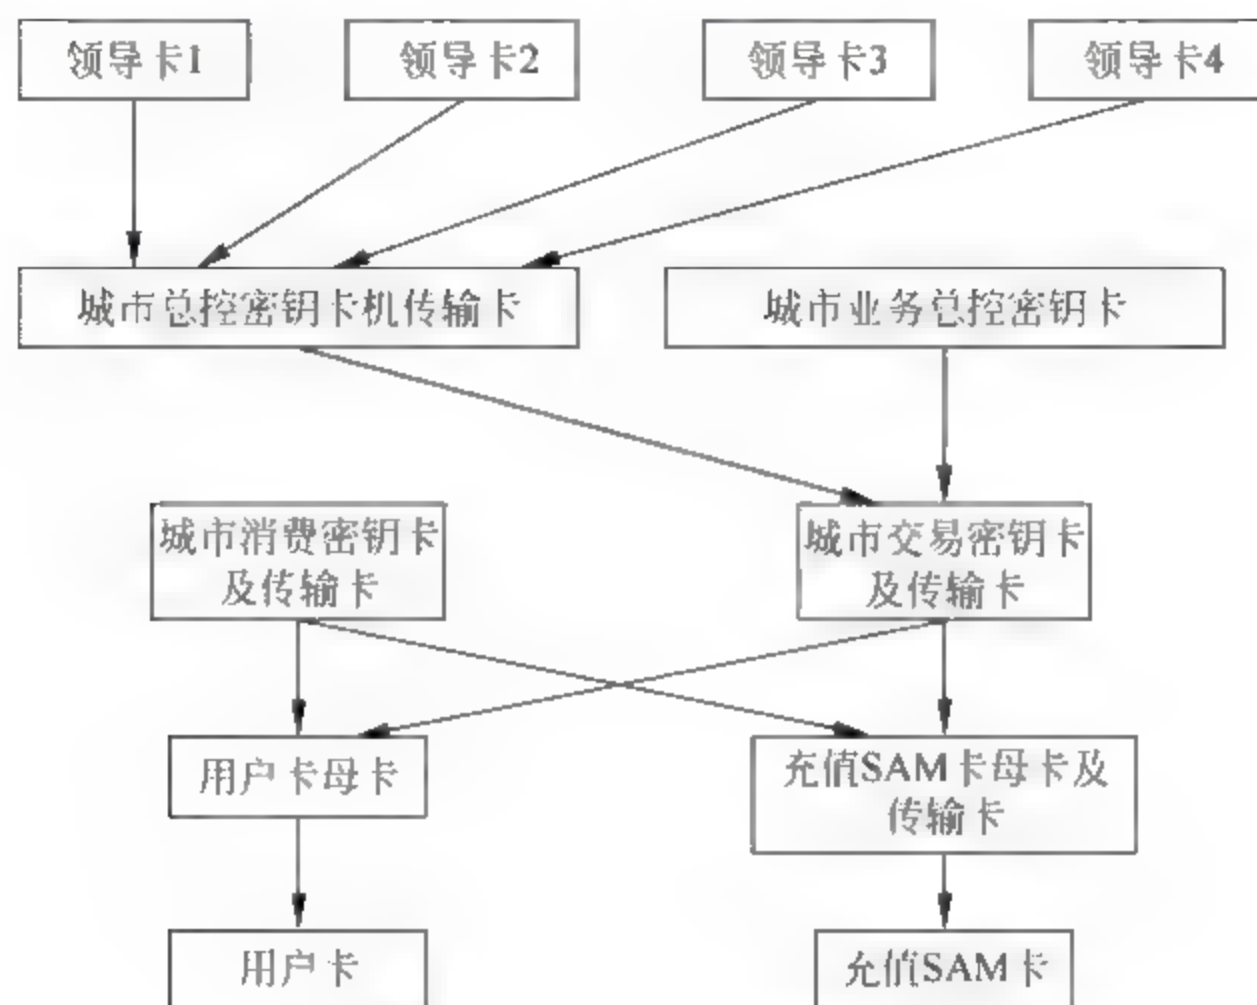 领导卡1
领导卡2
领导卡3
领导卡4
城市总控密钥卡机传输卡
城市业务总控密钥卡
城市消费密钥卡
及传输卡
城市交易密钥卡
及传输卡
用户卡母卡
充值SAM卡母卡及
传输卡
用户卡
充值SAM卡